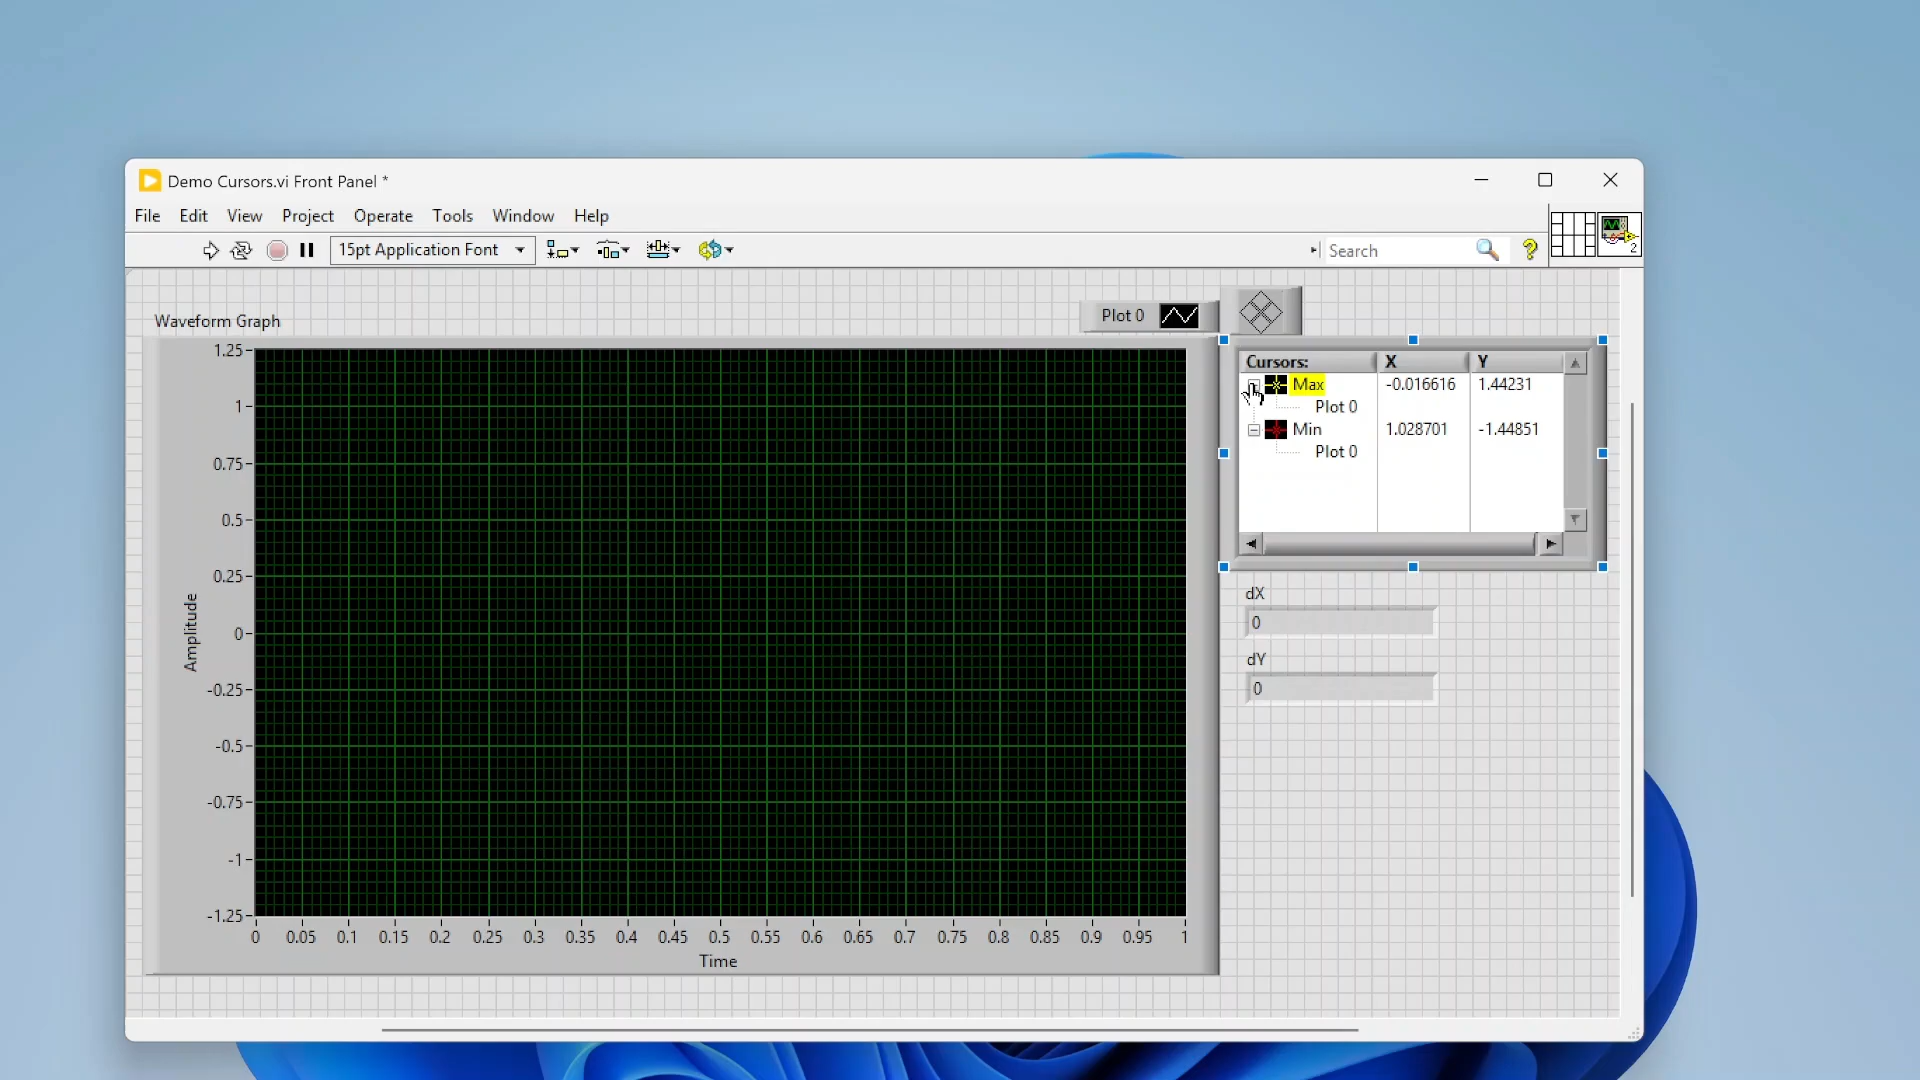 Demo Cursors.vi Front Panel *
File Edit View Project Operate Tools Window Help
15pt Application Font
Search
2
Waveform Graph
Plot 0
Cursors: X Y
Max -0.016616 1.44231
Plot 0
Min 1.028701 -1.44851
Plot 0
dX
0
dY
0
Amplitude
1.25
1
0.75
0.5
0.25
0
-0.25
-0.5
-0.75
-1
-1.25
0 0.05 0.1 0.15 0.2 0.25 0.3 0.35 0.4 0.45 0.5 0.55 0.6 0.65 0.7 0.75 0.8 0.85 0.9 0.95 1
Time